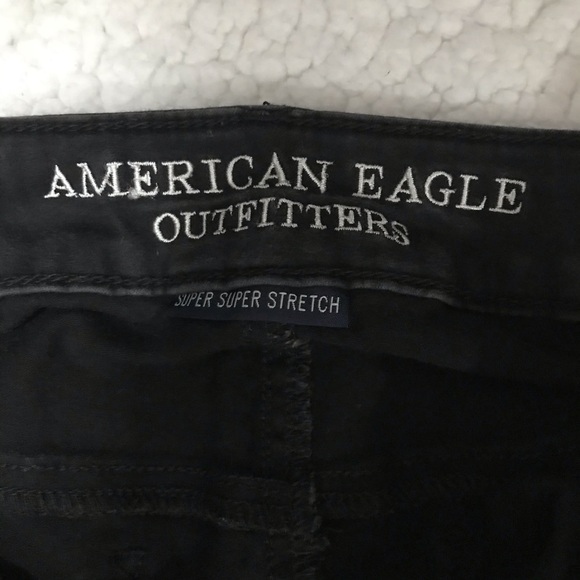 AMERICAN EAGLE
OUTFITTERS
SUPER SUPER STRETCH